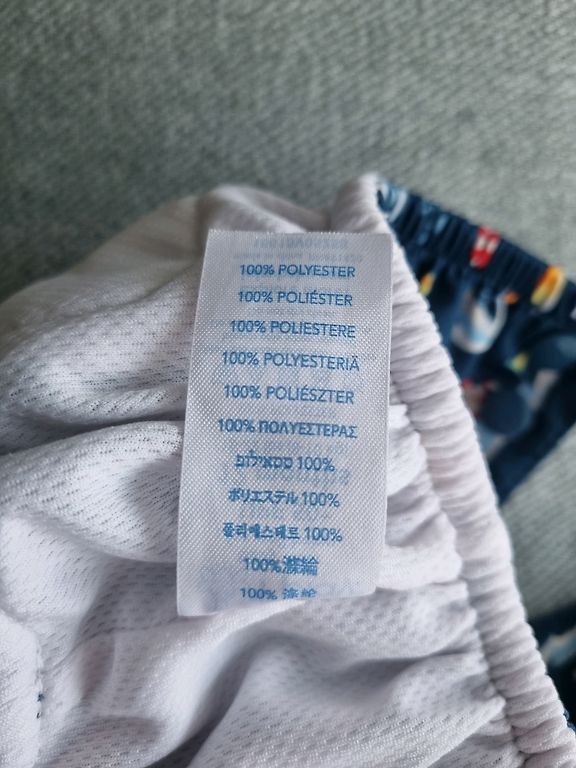 100% POLYESTER
100% POLIÉSTER
100% POLIESTERE
100% POLYESTERIÄ
100% POLIÉSZTER
100% ΠΟΛΥΕΣΤΕΡΑΣ
100%
ポリエステル 100%
폴리에스테르 100%
100%滌綸
100%